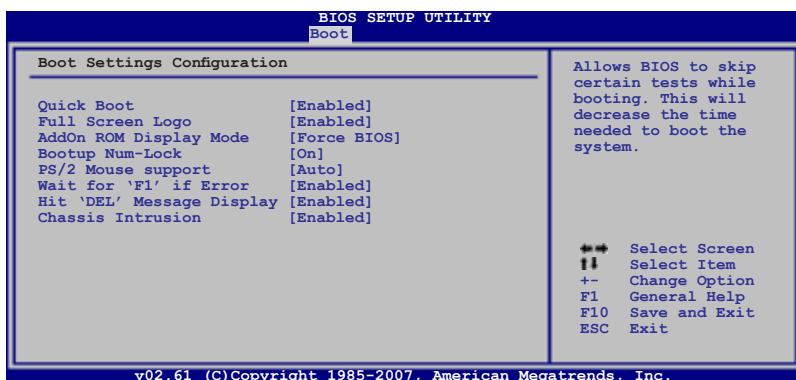 BIOS SETUP UTILITY
Boot
Boot Settings Configuration
Quick Boot [Enabled]
Full Screen Logo [Enabled]
AddOn ROM Display Mode [Force BIOS]
Bootup Num-Lock [On]
PS/2 Mouse support [Auto]
Wait for ‘F1’ if Error [Enabled]
Hit ‘DEL’ Message Display [Enabled]
Chassis Intrusion [Enabled]
Allows BIOS to skip
certain tests while
booting. This will
decrease the time
needed to boot the
system.
←→ Select Screen
↑↓ Select Item
+- Change Option
F1 General Help
F10 Save and Exit
ESC Exit
v02.61 (C)Copyright 1985-2007, American Megatrends, Inc.